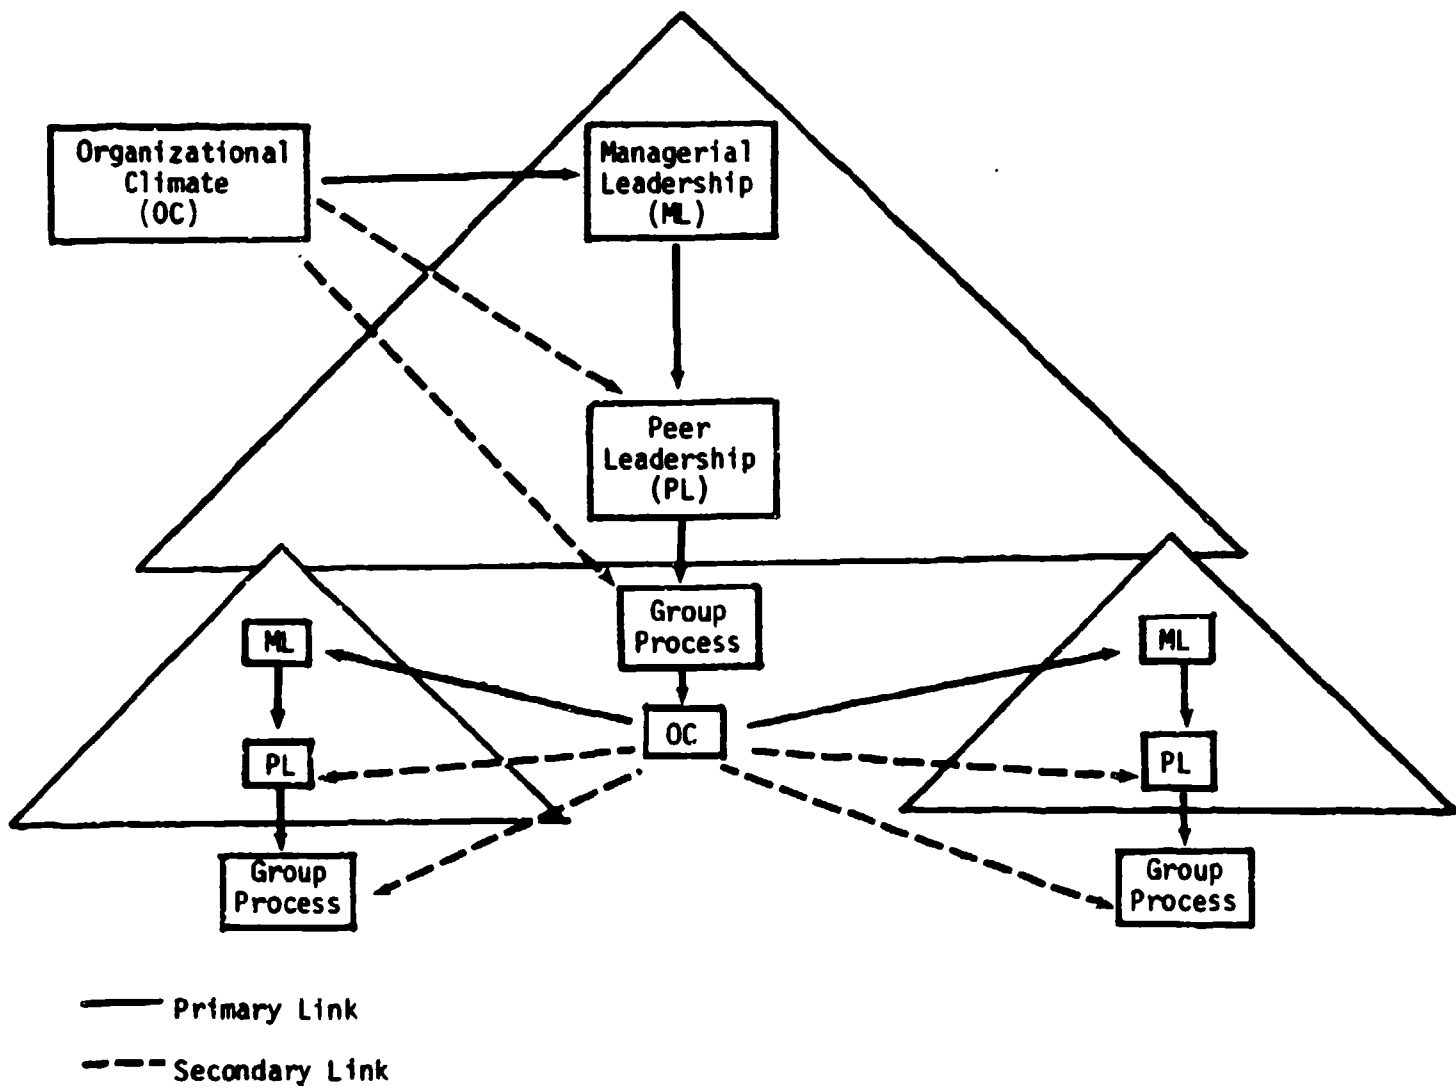 Organizational
Climate
(OC)
Managerial
Leadership
(ML)
Peer
Leadership
(PL)
Group
Process
OC
ML
PL
Group
Process
ML
PL
Group
Process
Primary Link
Secondary Link